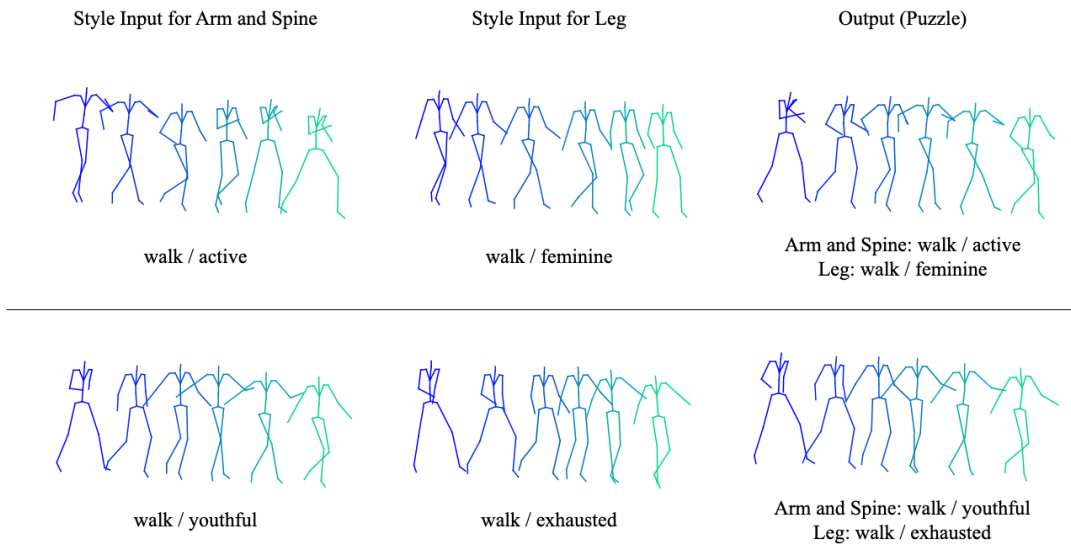 Style Input for Arm and Spine
Style Input for Leg
Output (Puzzle)
walk / active
walk / feminine
Arm and Spine: walk / active
Leg: walk / feminine
walk / youthful
walk / exhausted
Arm and Spine: walk / youthful
Leg: walk / exhausted